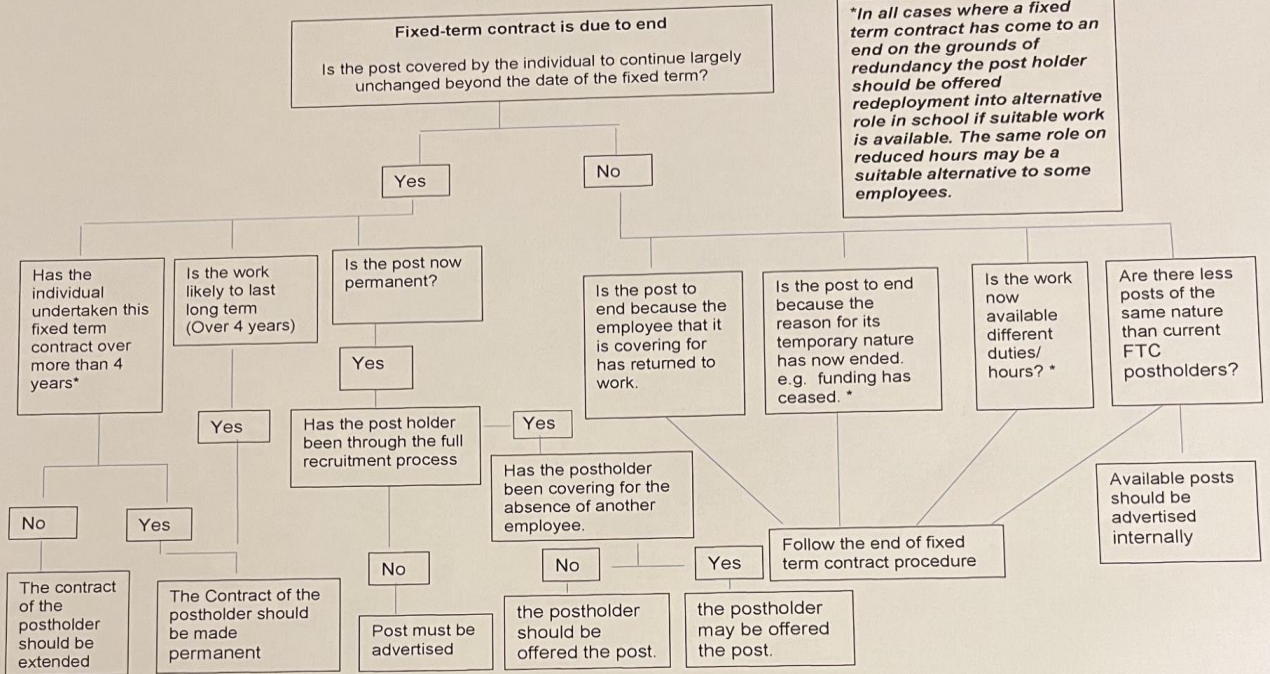 Fixed-term contract is due to end
Is the post covered by the individual to continue largely
unchanged beyond the date of the fixed term?
*In all cases where a fixed
term contract has come to an
end on the grounds of
redundancy the post holder
should be offered
redeployment into alternative
role in school if suitable work
is available. The same role on
reduced hours may be a
suitable alternative to some
employees.
Yes
No
Has the
individual
undertaken this
fixed term
contract over
more than 4
years*
Is the work
likely to last
long term
(Over 4 years)
Is the post now
permanent?
Is the post to
end because the
employee that it
is covering for
has returned to
work.
Is the post to end
because the
reason for its
temporary nature
has now ended.
e.g. funding has
ceased. *
Is the work
now
available
different
duties/
hours? *
Are there less
posts of the
same nature
than current
FTC
postholders?
Yes
Yes
Has the post holder
been through the full
recruitment process
Yes
Has the postholder
been covering for the
absence of another
employee.
Available posts
should be
advertised
internally
No
Yes
No
No
Yes
Follow the end of fixed
term contract procedure
The contract
of the
postholder
should be
extended
The Contract of the
postholder should
be made
permanent
Post must be
advertised
the postholder
should be
offered the post.
the postholder
may be offered
the post.